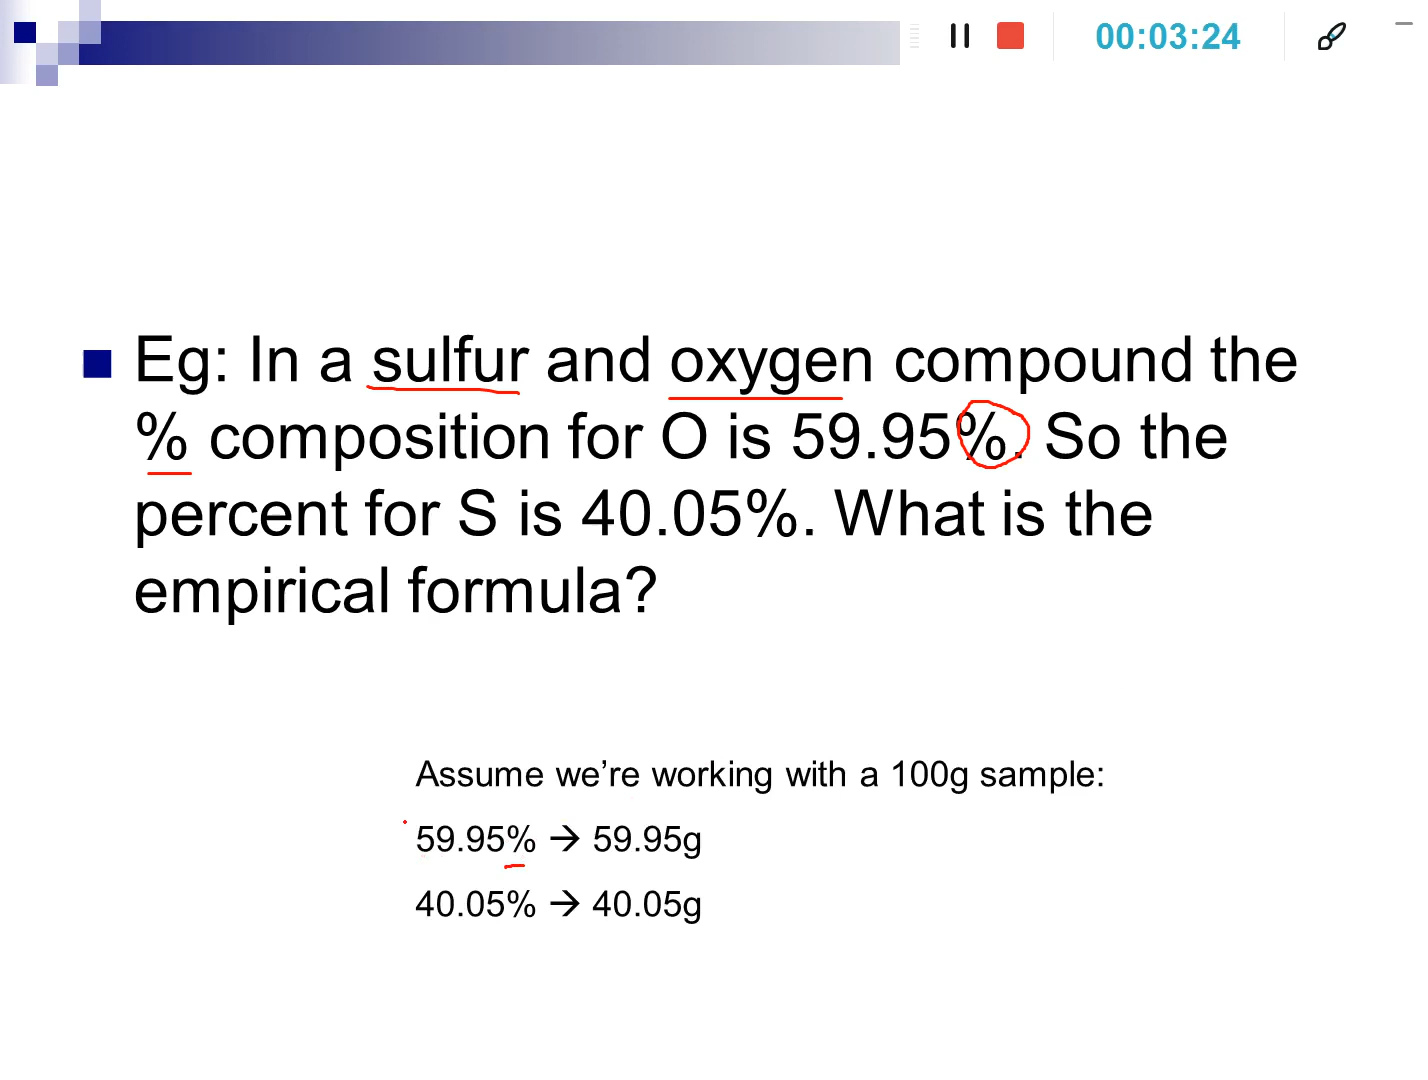 00:03:24
Eg: In a sulfur and oxygen compound the
% composition for O is 59.95%. So the
percent for S is 40.05%. What is the
empirical formula?
Assume we’re working with a 100g sample:
59.95% → 59.95g
40.05% → 40.05g